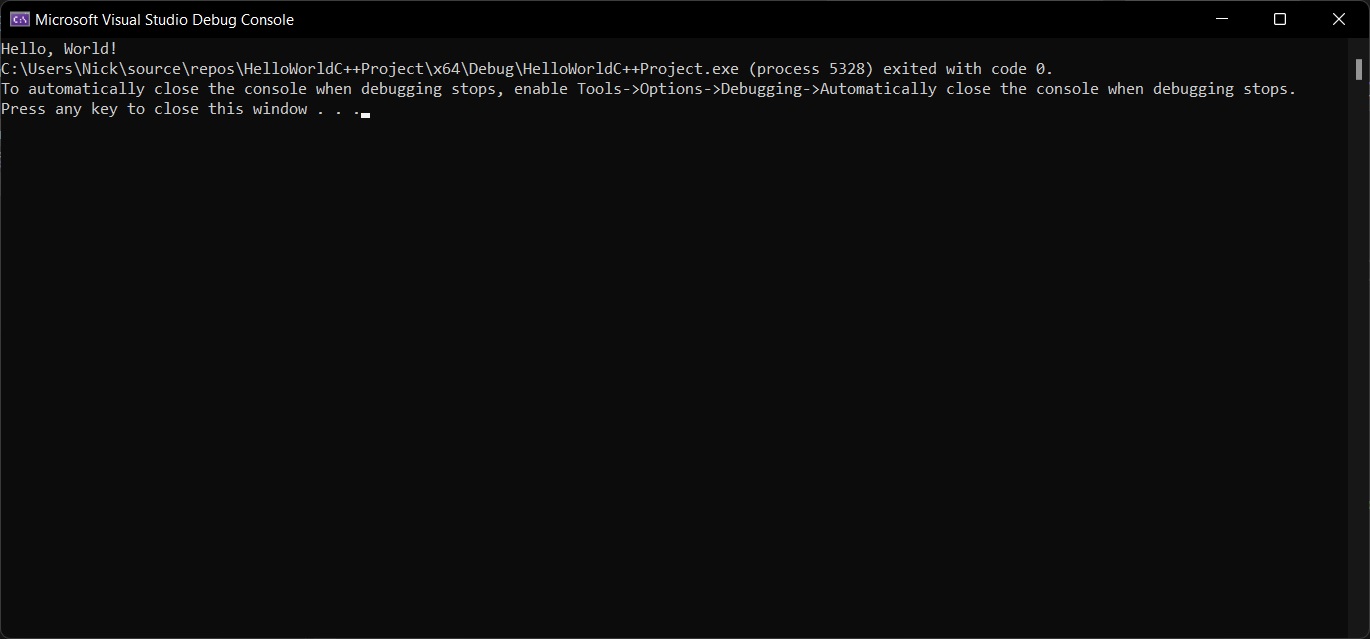 Microsoft Visual Studio Debug Console
Hello, World!
C:\Users\Nick\source\repos\HelloWorldC++Project\x64\Debug\HelloWorldC++Project.exe (process 5328) exited with code 0.
To automatically close the console when debugging stops, enable Tools->Options->Debugging->Automatically close the console when debugging stops.
Press any key to close this window . . .